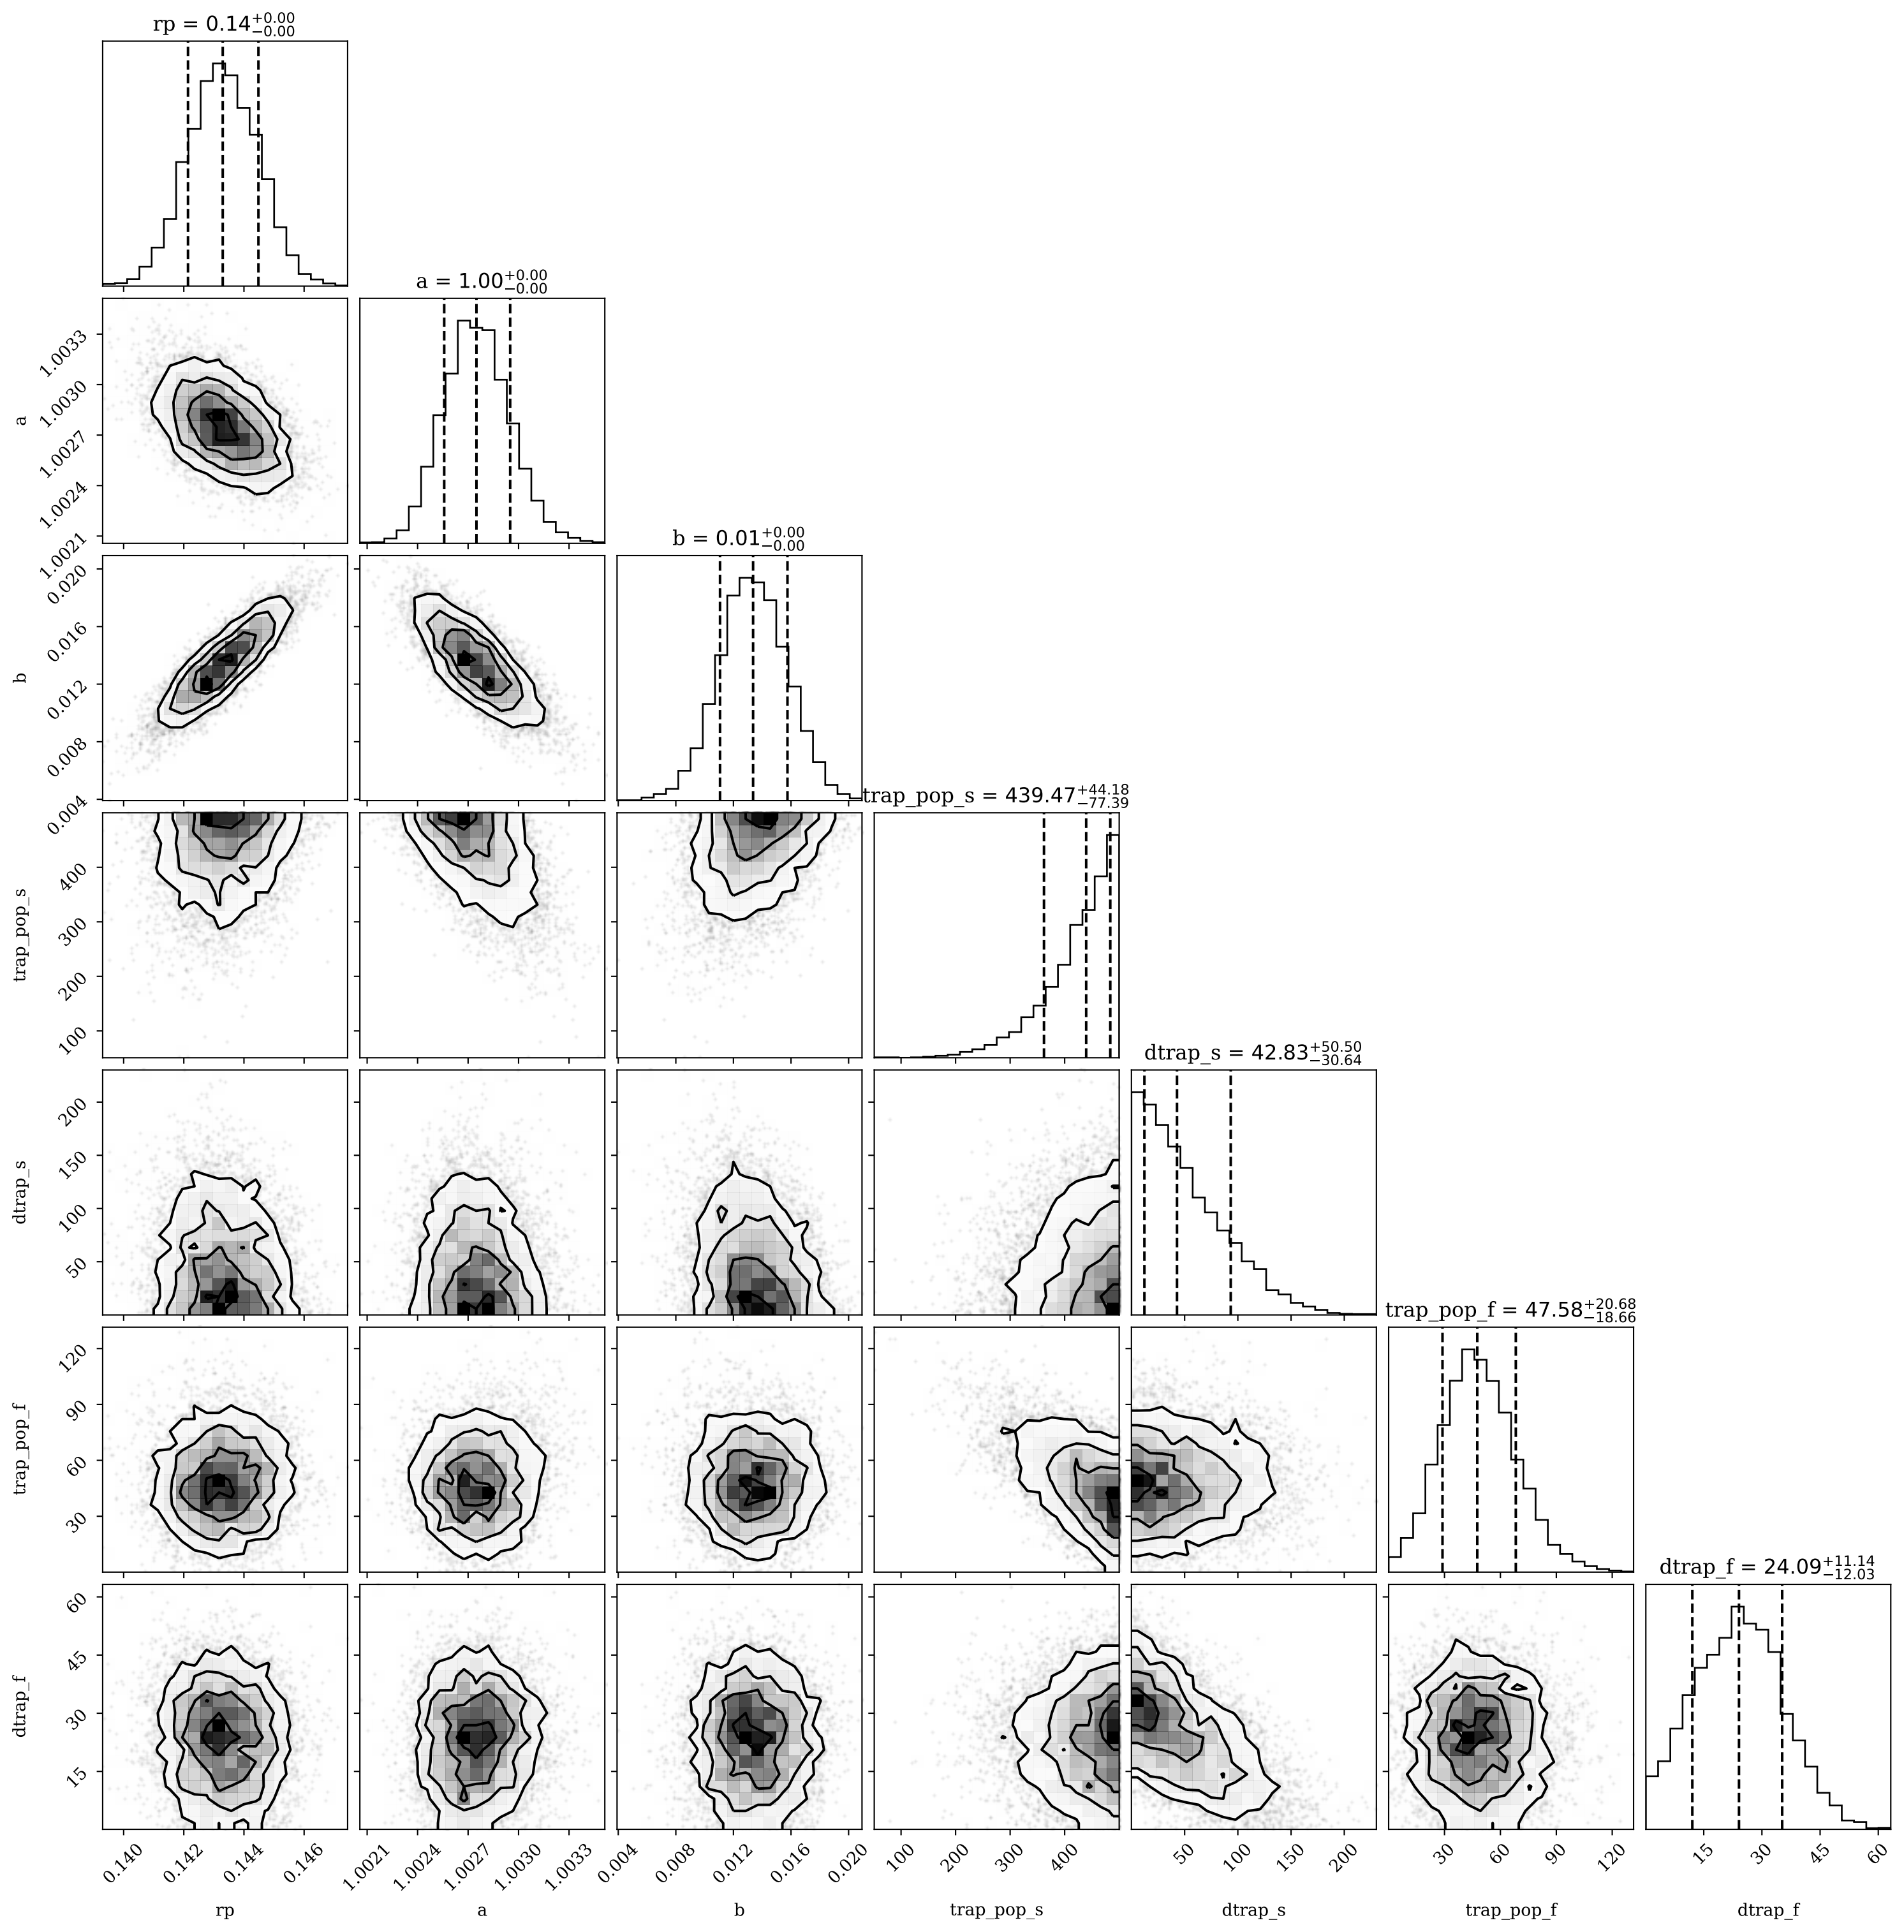 rp = 0.14 +0.00 −0.00
a = 1.00 +0.00 −0.00
a
1.0033
1.0030
1.0027
1.0024
1.0021
b = 0.01 +0.00 −0.00
b
0.020
0.016
0.012
0.008
0.004
trap_pop_s = 439.47 +44.18 −77.39
trap_pop_s
400
300
200
100
dtrap_s = 42.83 +50.50 −30.64
dtrap_s
200
150
100
50
trap_pop_f = 47.58 +20.68 −18.66
trap_pop_f
120
90
60
30
dtrap_f = 24.09 +11.14 −12.03
dtrap_f
60
45
30
15
0.140 0.142 0.144 0.146 1.0021 1.0024 1.0027 1.0030 1.0033 0.004 0.008 0.012 0.016 0.020 100 200 300 400 50 100 150 200 30 60 90 120 15 30 45 60
rp a b trap_pop_s dtrap_s trap_pop_f dtrap_f